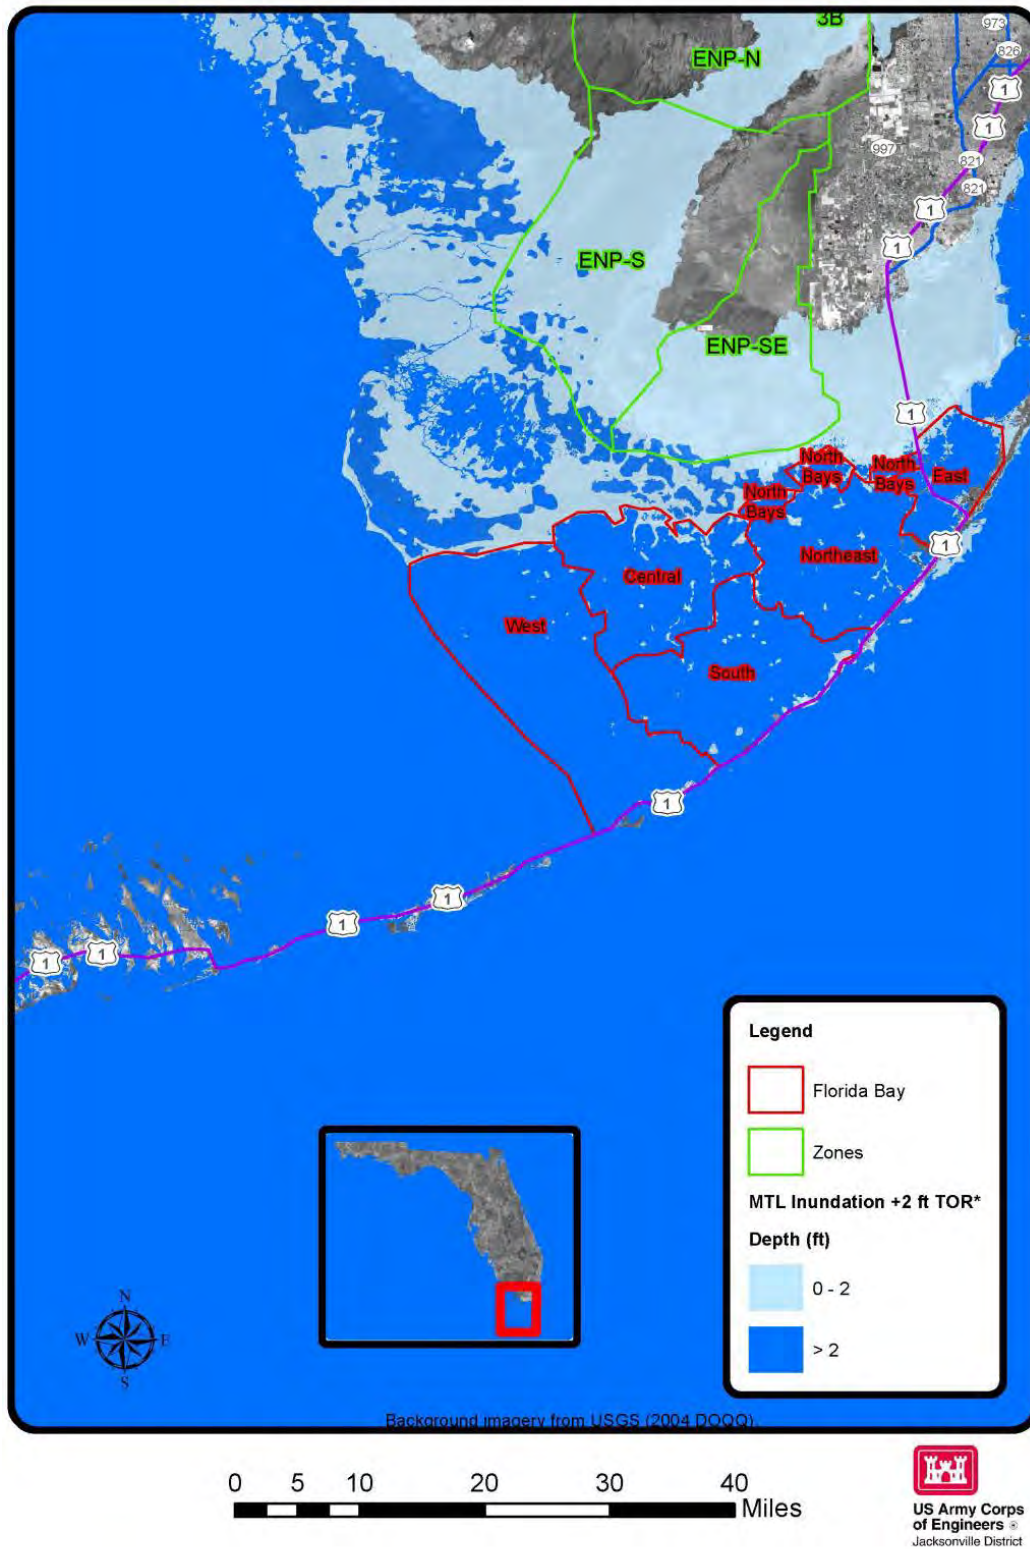 3B
973
ENP-N
826
1
1
997
821
821
1
1
ENP-S
ENP-SE
1
North
Bays
North
Bays
East
North
Bays
1
Northeast
Central
West
South
1
1
1
1
1
Legend
Florida Bay
Zones
MTL Inundation +2 ft TOR*
Depth (ft)
0 - 2
> 2
N
W E
S
Background imagery from USGS (2004 DOQQ).
0 5 10 20 30 40
Miles
US Army Corps
of Engineers ®
Jacksonville District